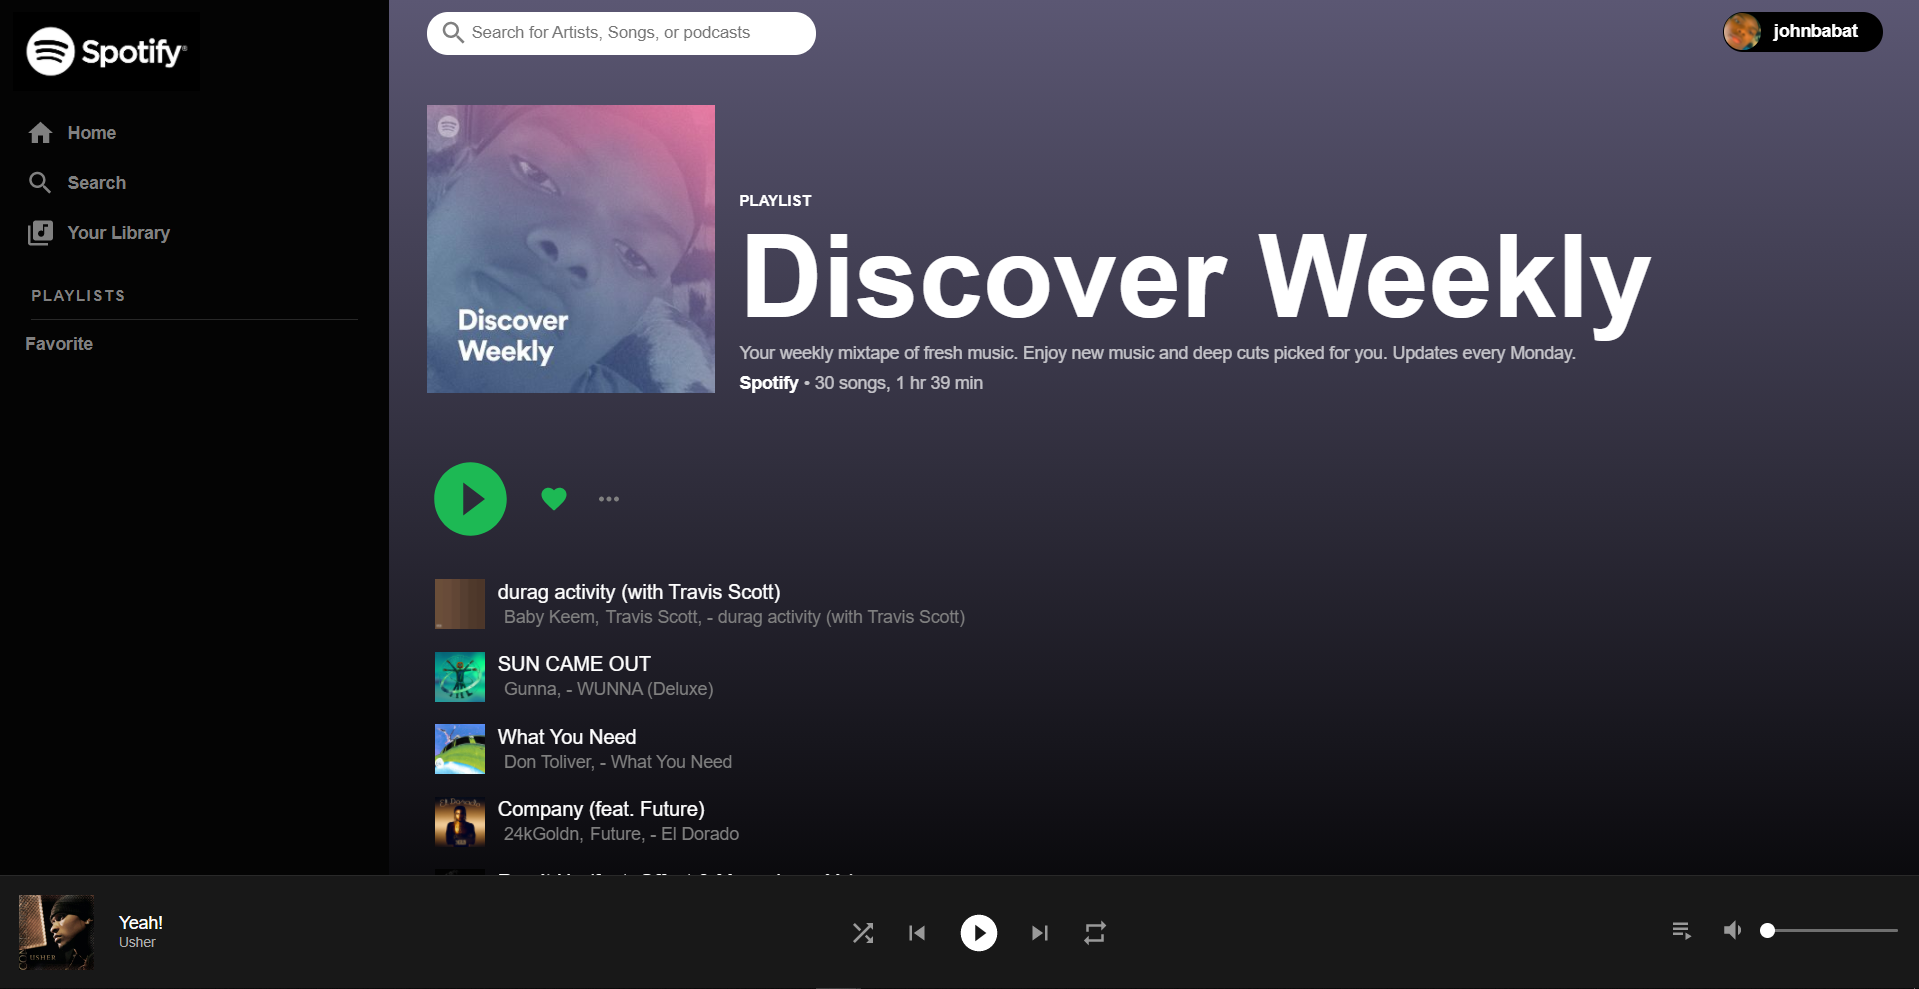 Spotify®
Home
Search
Your Library
PLAYLISTS
Favorite
Search for Artists, Songs, or podcasts
johnbabat
Discover
Weekly
PLAYLIST
Discover Weekly
Your weekly mixtape of fresh music. Enjoy new music and deep cuts picked for you. Updates every Monday.
Spotify • 30 songs, 1 hr 39 min
durag activity (with Travis Scott)
Baby Keem, Travis Scott, - durag activity (with Travis Scott)
SUN CAME OUT
Gunna, - WUNNA (Deluxe)
What You Need
Don Toliver, - What You Need
El Dorado
Company (feat. Future)
24kGoldn, Future, - El Dorado
USHER
Yeah!
Usher